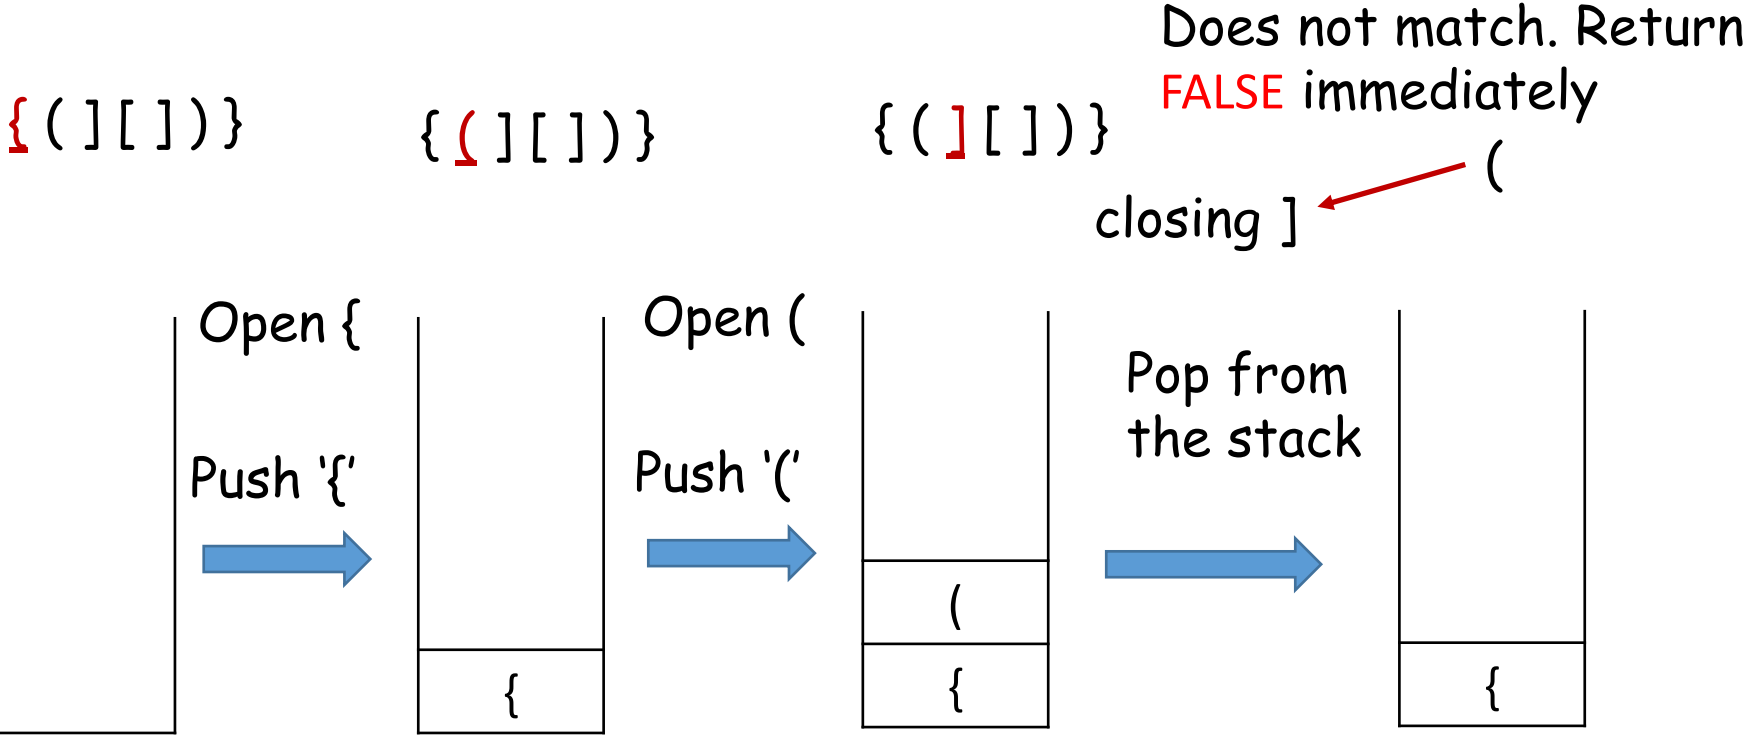 Does not match. Return
FALSE immediately
{ ( ] [ ] ) }
{ ( ] [ ] ) }
{ ( ] [ ] ) }
(
closing ]
Open {
Open (
Pop from
the stack
Push '{'
Push '('
(
{
{
{